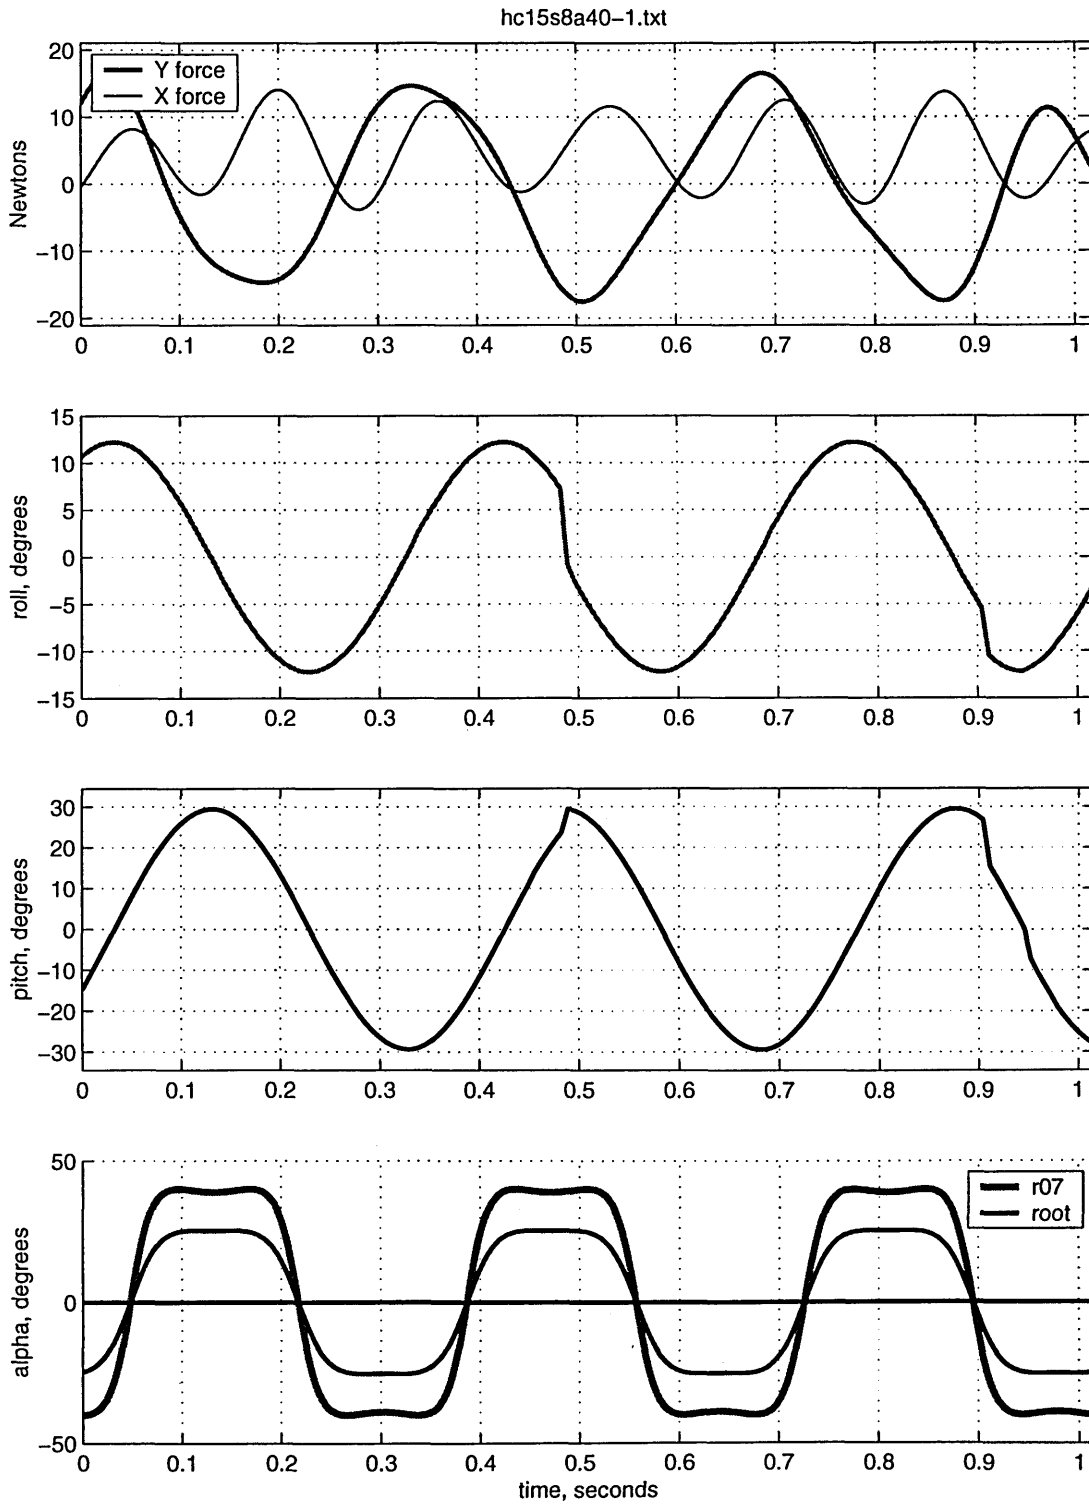 hc15s8a40−1.txt
20
10
0
−10
−20
Newtons
Y force
X force
0 0.1 0.2 0.3 0.4 0.5 0.6 0.7 0.8 0.9 1
15
10
5
0
−5
−10
−15
roll, degrees
0 0.1 0.2 0.3 0.4 0.5 0.6 0.7 0.8 0.9 1
30
20
10
0
−10
−20
−30
pitch, degrees
0 0.1 0.2 0.3 0.4 0.5 0.6 0.7 0.8 0.9 1
50
0
−50
alpha, degrees
r07
root
0 0.1 0.2 0.3 0.4 0.5 0.6 0.7 0.8 0.9 1
time, seconds